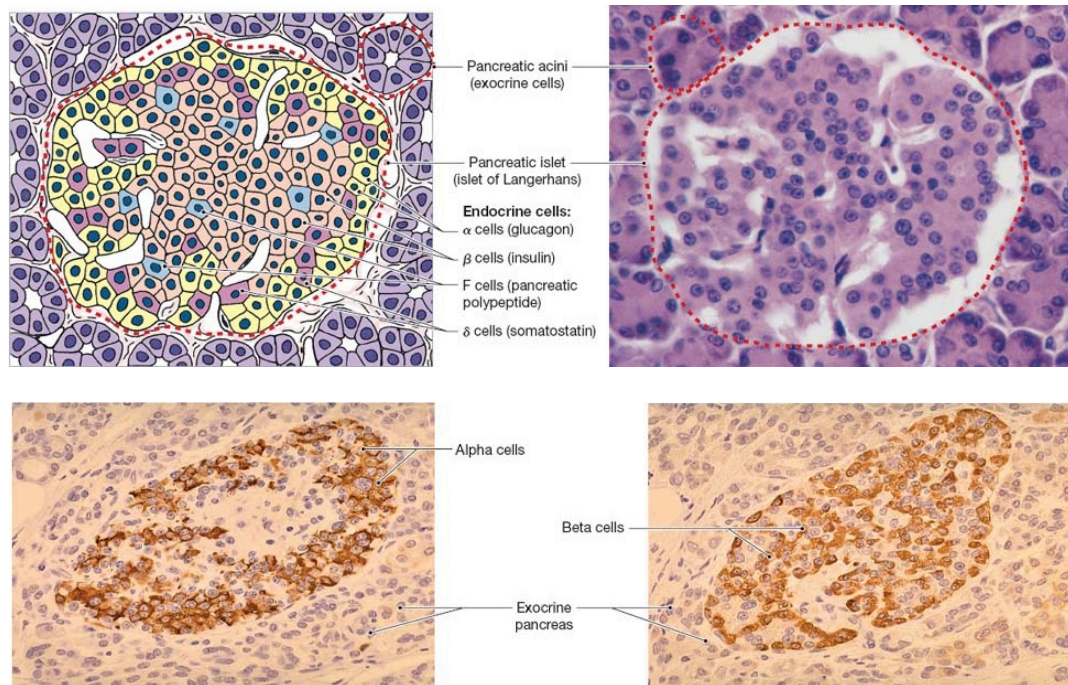 Pancreatic acini
(exocrine cells)
Pancreatic islet
(islet of Langerhans)
Endocrine cells:
α cells (glucagon)
β cells (insulin)
F cells (pancreatic
polypeptide)
δ cells (somatostatin)
Alpha cells
Beta cells
Exocrine
pancreas